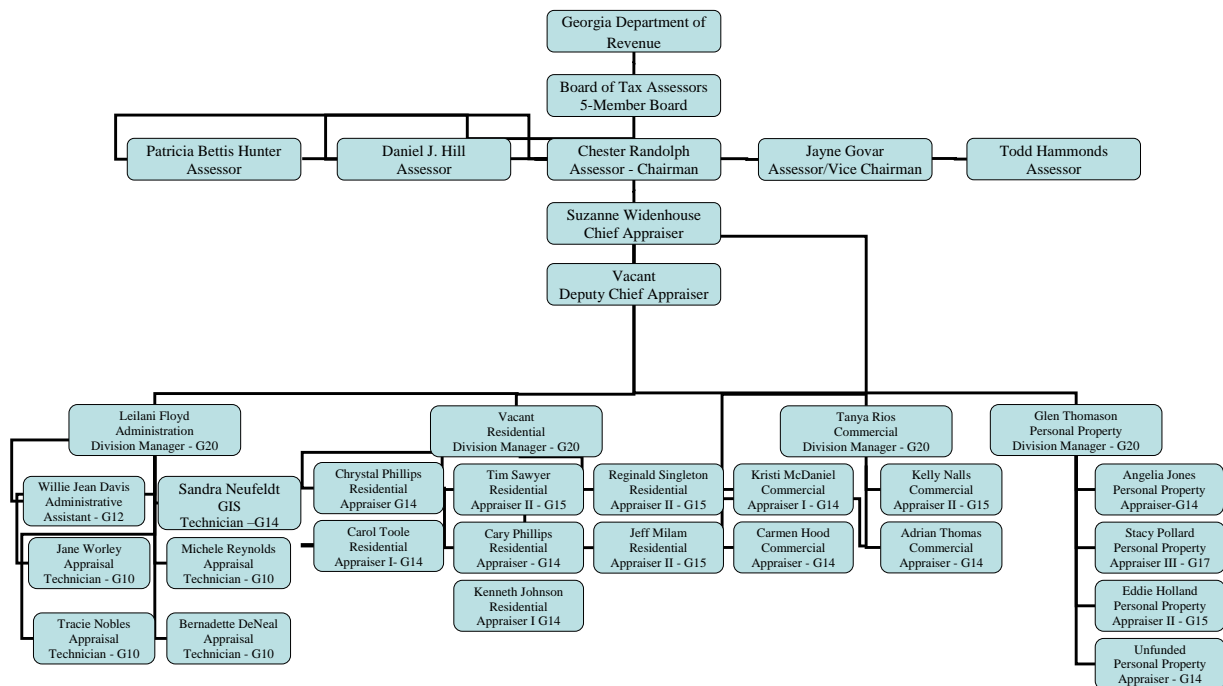 Georgia Department of
Revenue
Board of Tax Assessors
5-Member Board
Patricia Bettis Hunter
Assessor
Daniel J. Hill
Assessor
Chester Randolph
Assessor - Chairman
Jayne Govar
Assessor/Vice Chairman
Todd Hammonds
Assessor
Suzanne Widenhouse
Chief Appraiser
Vacant
Deputy Chief Appraiser
Leilani Floyd
Administration
Division Manager - G20
Vacant
Residential
Division Manager - G20
Tanya Rios
Commercial
Division Manager - G20
Glen Thomason
Personal Property
Division Manager - G20
Willie Jean Davis
Administrative
Assistant - G12
Sandra Neufeldt
GIS
Technician –G14
Chrystal Phillips
Residential
Appraiser G14
Tim Sawyer
Residential
Appraiser II - G15
Reginald Singleton
Residential
Appraiser II - G15
Kristi McDaniel
Commercial
Appraiser I - G14
Kelly Nalls
Commercial
Appraiser II - G15
Angelia Jones
Personal Property
Appraiser-G14
Jane Worley
Appraisal
Technician - G10
Michele Reynolds
Appraisal
Technician - G10
Carol Toole
Residential
Appraiser I- G14
Cary Phillips
Residential
Appraiser - G14
Jeff Milam
Residential
Appraiser II - G15
Carmen Hood
Commercial
Appraiser - G14
Adrian Thomas
Commercial
Appraiser - G14
Stacy Pollard
Personal Property
Appraiser III - G17
Tracie Nobles
Appraisal
Technician - G10
Bernadette DeNeal
Appraisal
Technician - G10
Kenneth Johnson
Residential
Appraiser I G14
Eddie Holland
Personal Property
Appraiser II - G15
Unfunded
Personal Property
Appraiser - G14